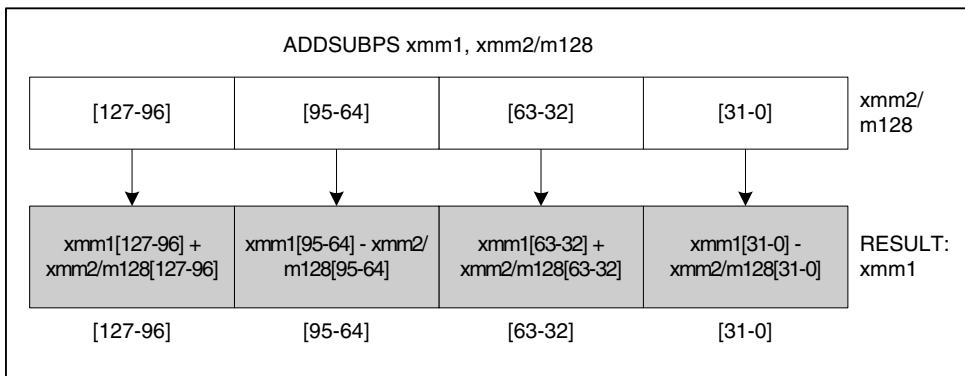 ADDSUBPS xmm1, xmm2/m128
[127-96] [95-64] [63-32] [31-0] xmm2/
m128
xmm1[127-96] +
xmm2/m128[127-96]
xmm1[95-64] - xmm2/
m128[95-64]
xmm1[63-32] +
xmm2/m128[63-32]
xmm1[31-0] -
xmm2/m128[31-0]
RESULT:
xmm1
[127-96] [95-64] [63-32] [31-0]